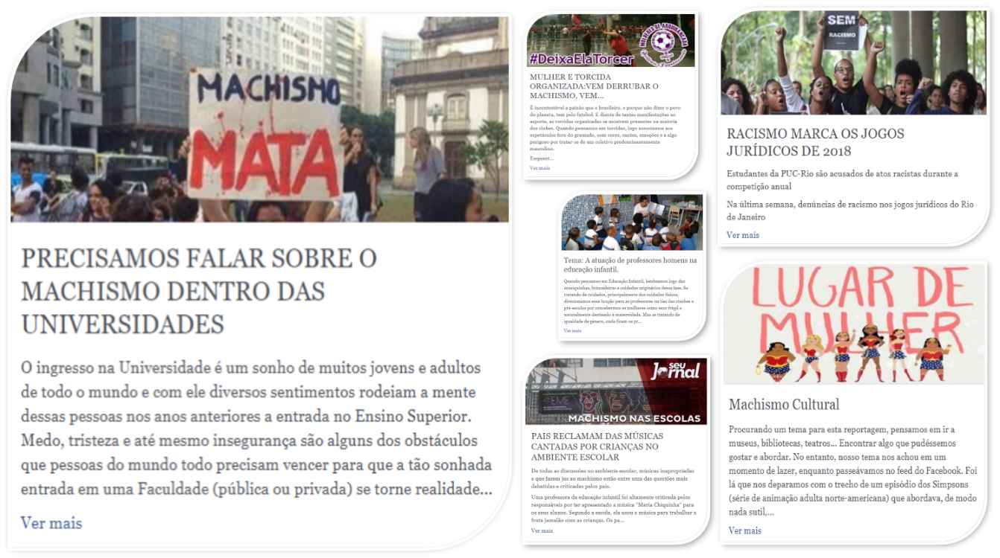 MACHISMO
MATA
PRECISAMOS FALAR SOBRE O
MACHISMO DENTRO DAS
UNIVERSIDADES
O ingresso na Universidade é um sonho de muitos jovens e adultos
de todo o mundo e com ele diversos sentimentos rodeiam a mente
dessas pessoas nos anos anteriores a entrada no Ensino Superior.
Medo, tristeza e até mesmo insegurança são alguns dos obstáculos
que pessoas do mundo todo precisam vencer para que a tão sonhada
entrada em uma Faculdade (pública ou privada) se torne realidade...
Ver mais
#DeixaElaTorcer
MULHERES DE ARQUIBANCADA
MULHER E TORCIDA
ORGANIZADA:VEM DERRUBAR O
MACHISMO, VEM...
É incontestável a paixão que o brasileiro, e porque não dizer o povo
do planeta, tem pelo futebol. E diante de tantas manifestações ao
esporte, as torcidas organizadas se mostram presentes na maioria
dos clubes. Quando pensamos em torcidas, logo associamos aos
espetáculos fora do gramado, com cores, cantos, emoções e a algo
perigoso por tratar-se de um coletivo predominantemente
masculino.
Enquant...
Ver mais
Tema: A atuação de professores homens na
educação infantil.
Quando pensamos em Educação Infantil, lembramos logo das
musiquinhas, brincadeiras e cuidados originários dessa fase. Se
tratando de cuidados, principalmente dos cuidados físicos,
direcionamos essa função para as professoras ou tias das creches e
pré-escolas por concebermos as mulheres como sexo frágil e
naturalmente destinado à maternidade. Mas se tratando de
igualdade de gênero, onde ficam os pr...
Ver mais
seu
Jornal
MACHISMO NAS ESCOLAS
PAIS RECLAMAM DAS MÚSICAS
CANTADAS POR CRIANÇAS NO
AMBIENTE ESCOLAR
De todas as discussões no ambiente escolar, músicas inapropriadas
e que fazem jus ao machismo estão entre uma das questões mais
debatidas e criticadas pelos pais.
Uma professora da educação infantil foi altamente criticada pelos
responsáveis por ter apresentado a música "Maria Chiquinha" para
os seus alunos. Segundo a escola, ela usou a música para trabalhar a
fruta jamelão com as crianças. Os pa...
Ver mais
SEM
RACISMO
RACISMO MARCA OS JOGOS
JURÍDICOS DE 2018
Estudantes da PUC-Rio são acusados de atos racistas durante a
competição anual
Na última semana, denúncias de racismo nos jogos jurídicos do Rio
de Janeiro
Ver mais
LUGAR DE
MULHER
Machismo Cultural
Procurando um tema para esta reportagem, pensamos em ir a
museus, bibliotecas, teatros... Encontrar algo que pudéssemos
gostar e abordar. No entanto, nosso tema nos achou em um
momento de lazer, enquanto passeávamos no feed do Facebook. Foi
lá que nos deparamos com o trecho de um episódio dos Simpsons
(série de animação adulta norte-americana) que abordava, de modo
nada sutil,...
Ver mais